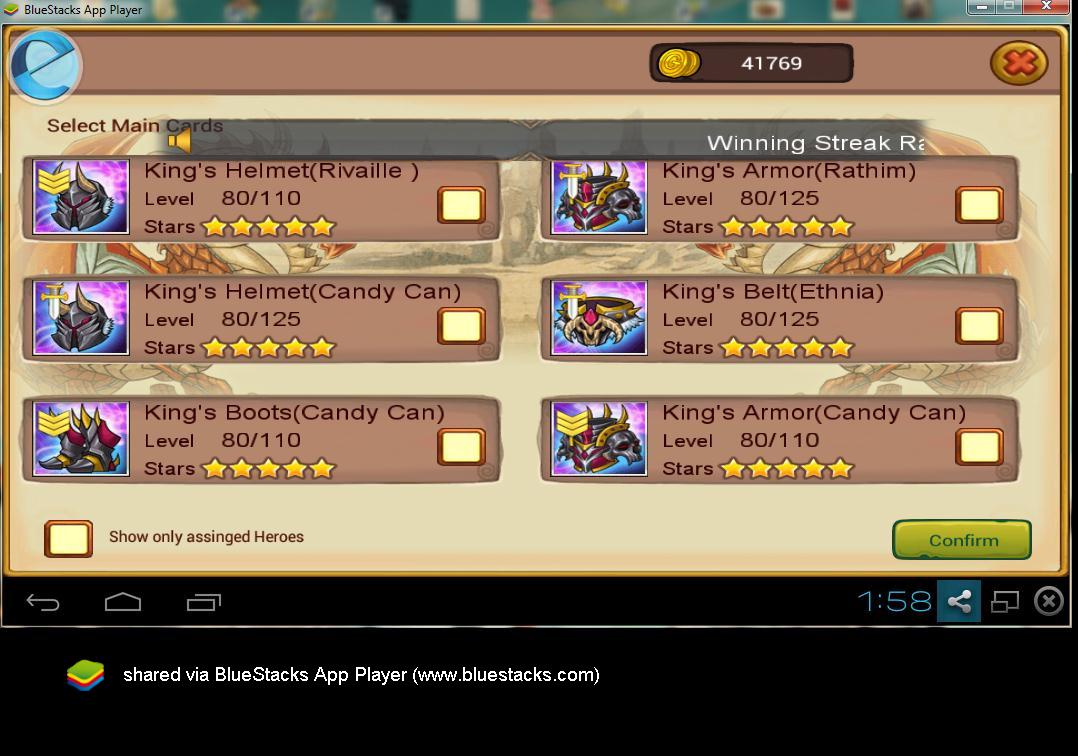 BlueStacks App Player
41769
Select Main Cards
Winning Streak Ra
King's Helmet(Rivaille )
Level 80/110
Stars
King's Armor(Rathim)
Level 80/125
Stars
King's Helmet(Candy Can)
Level 80/125
Stars
King's Belt(Ethnia)
Level 80/125
Stars
King's Boots(Candy Can)
Level 80/110
Stars
King's Armor(Candy Can)
Level 80/110
Stars
Show only assinged Heroes
Confirm
1:58
shared via BlueStacks App Player (www.bluestacks.com)